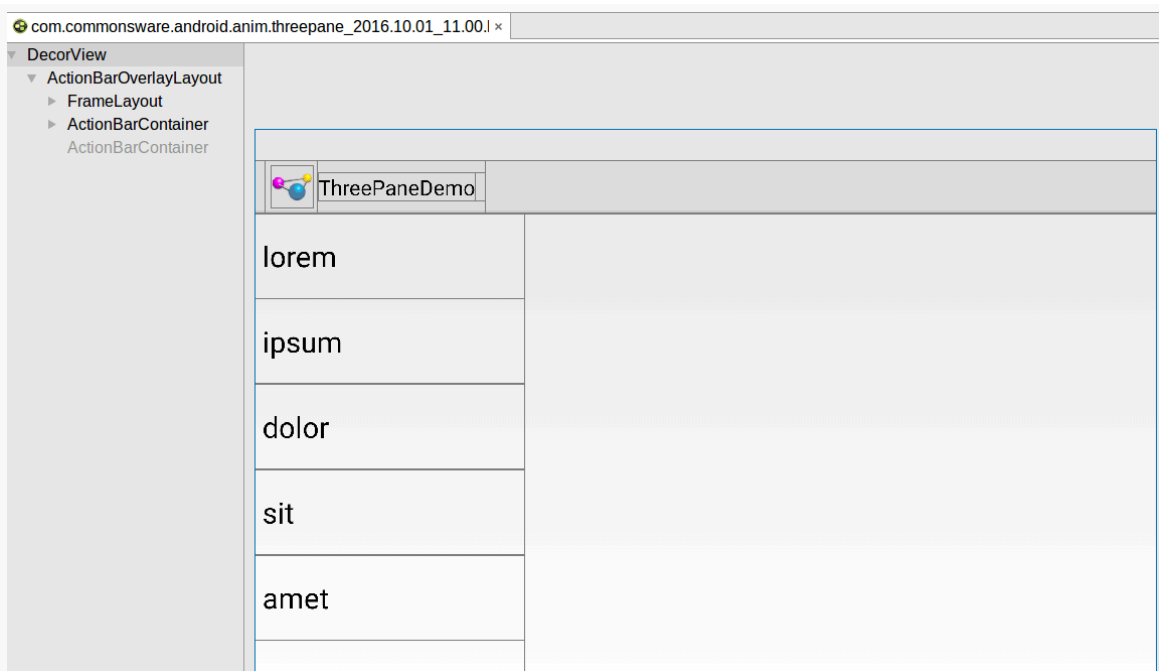 com.commonsware.android.anim.threepane_2016.10.01_11.00.
DecorView
ActionBarOverlayLayout
FrameLayout
ActionBarContainer
ActionBarContainer
ThreePaneDemo
lorem
ipsum
dolor
sit
amet